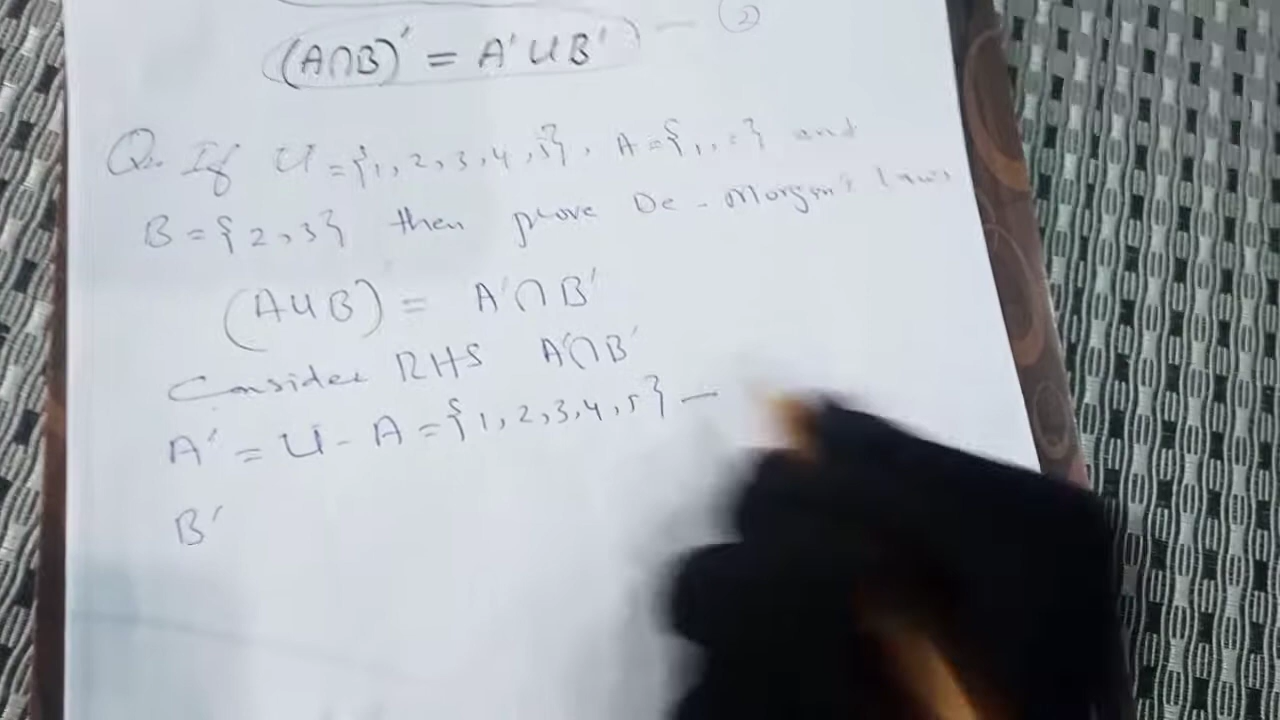 (A∩B)' = A'∪B' — (2)
Q. If U = {1, 2, 3, 4, 5}, A = and
B = {2, 3} then prove De-Morgan's laws
(A∪B) = A'∩B'
Consider RHS A'∩B'
A' = U - A = {1, 2, 3, 4, 5} —
B'